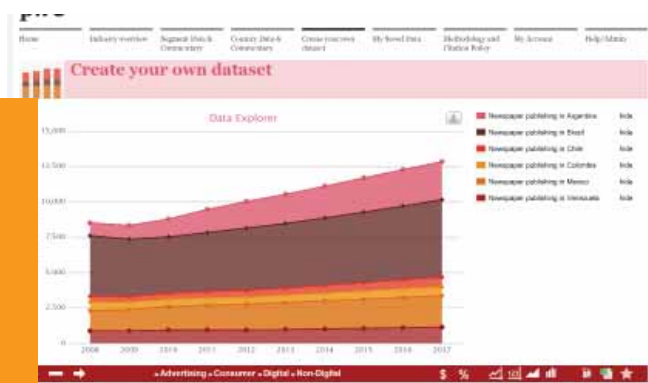 pwc
Home
Industry overview
Segment Data & Commentary
Country Data & Commentary
Create your own dataset
My Saved Data
Methodology and Citation Policy
My Account
Help/Admin
Create your own dataset
Data Explorer
Newspaper publishing in Argentina hide
Newspaper publishing in Brazil hide
Newspaper publishing in Chile hide
Newspaper publishing in Colombia hide
Newspaper publishing in Mexico hide
Newspaper publishing in Venezuela hide
15,000
12,500
10,000
7,500
5,000
2,500
0
2008 2009 2010 2011 2012 2013 2014 2015 2016 2017
Advertising Consumer Digital Non-Digital
$ %